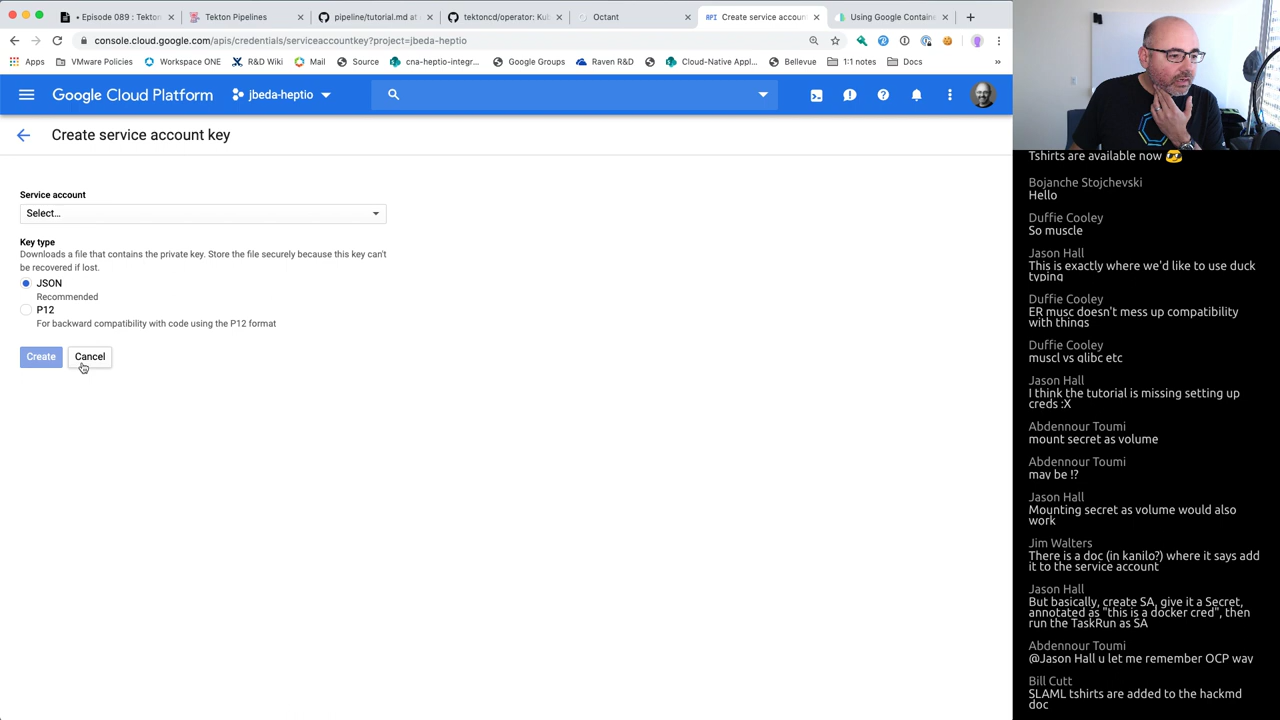 • Episode 089 : Tekton
Tekton Pipelines
pipeline/tutorial.md at
tektoncd/operator: Kub
Octant
API
Create service accoun
Using Google Contain
console.cloud.google.com/apis/credentials/serviceaccountkey?project=jbeda-heptio
Apps
VMware Policies
Workspace ONE
R&D Wiki
Mail
Source
cna-heptio-integr...
Google Groups
Raven R&D
Cloud-Native Appl...
Bellevue
1:1 notes
Docs
»
Google Cloud Platform
jbeda-heptio
Create service account key
Service account
Select...
Key type
Downloads a file that contains the private key. Store the file securely because this key can't
be recovered if lost.
JSON
Recommended
P12
For backward compatibility with code using the P12 format
Create
Cancel
Tshirts are available now
Bojanche Stojchevski
Hello
Duffie Cooley
So muscle
Jason Hall
This is exactly where we'd like to use duck
typing
Duffie Cooley
ER musc doesn't mess up compatibility
with things
Duffie Cooley
muscl vs glibc etc
Jason Hall
I think the tutorial is missing setting up
creds :X
Abdennour Toumi
mount secret as volume
Abdennour Toumi
may be !?
Jason Hall
Mounting secret as volume would also
work
Jim Walters
There is a doc (in kanilo?) where it says add
it to the service account
Jason Hall
But basically, create SA, give it a Secret,
annotated as "this is a docker cred", then
run the TaskRun as SA
Abdennour Toumi
@Jason Hall u let me remember OCP way
Bill Cutt
SLAML tshirts are added to the hackmd
doc